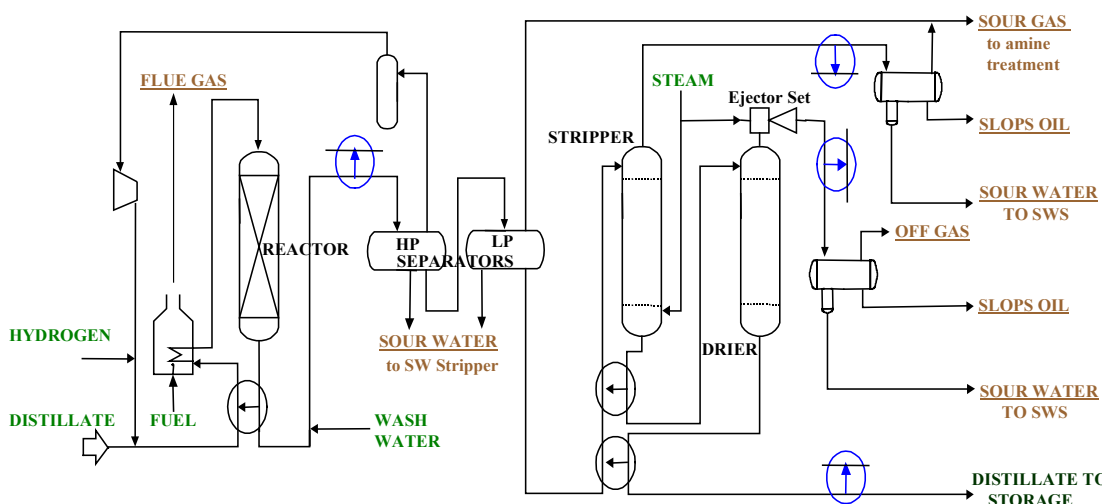 SOUR GAS
to amine
treatment
FLUE GAS
STEAM
Ejector Set
STRIPPER
SLOPS OIL
SOUR WATER
TO SWS
OFF GAS
REACTOR
HP
LP
SEPARATORS
SLOPS OIL
HYDROGEN
SOUR WATER
to SW Stripper
DRIER
SOUR WATER
TO SWS
DISTILLATE
FUEL
WASH
WATER
DISTILLATE TO
STORAGE